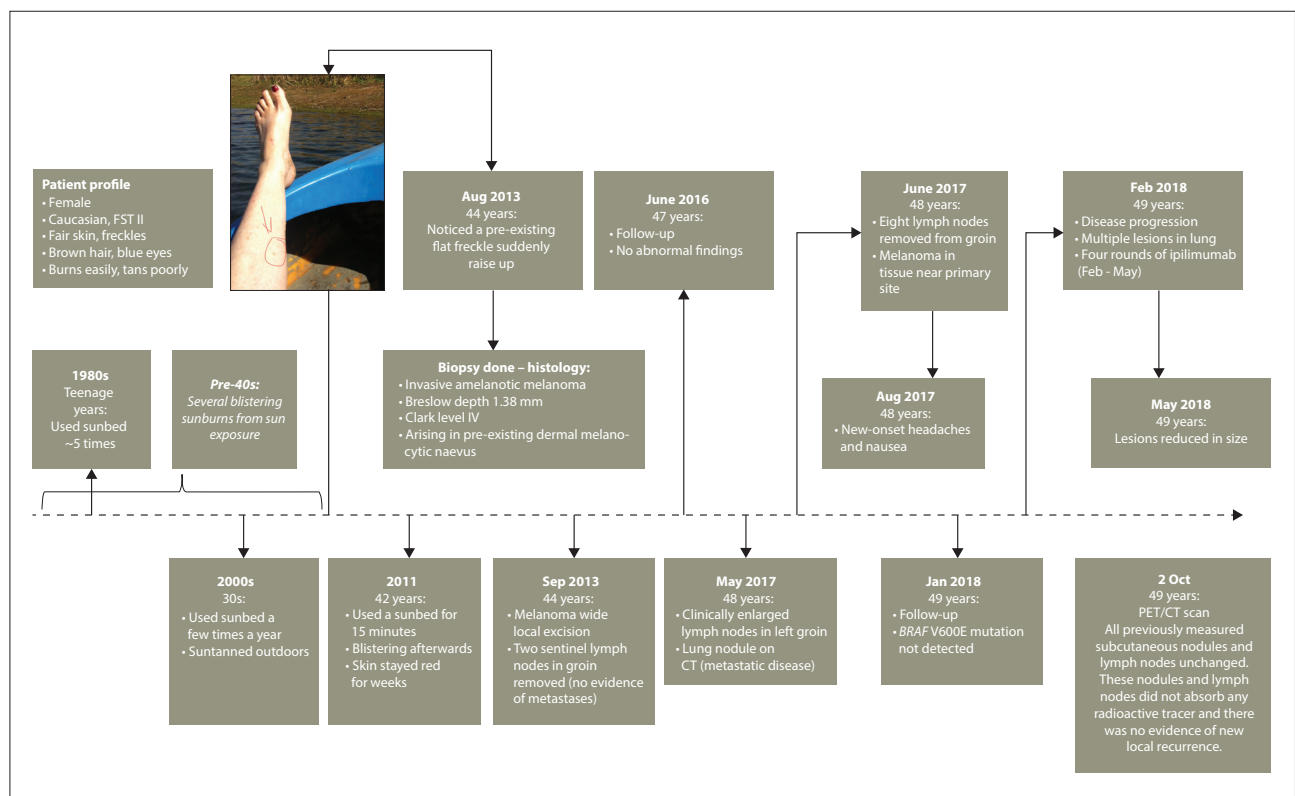 Patient profile
• Female
• Caucasian, FST II
• Fair skin, freckles
• Brown hair, blue eyes
• Burns easily, tans poorly
Aug 2013
44 years:
Noticed a pre-existing
flat freckle suddenly
raise up
June 2016
47 years:
• Follow-up
• No abnormal findings
June 2017
48 years:
• Eight lymph nodes
removed from groin
• Melanoma in
tissue near primary
site
Feb 2018
49 years:
• Disease progression
• Multiple lesions in lung
• Four rounds of ipilimumab
(Feb - May)
1980s
Teenage
years:
Used sunbed
~5 times
Pre-40s:
Several blistering
sunburns from sun
exposure
Biopsy done – histology:
• Invasive amelanotic melanoma
• Breslow depth 1.38 mm
• Clark level IV
• Arising in pre-existing dermal melano-
cytic naevus
Aug 2017
48 years:
• New-onset headaches
and nausea
May 2018
49 years:
Lesions reduced in size
2000s
30s:
• Used sunbed a
few times a year
• Suntanned outdoors
2011
42 years:
• Used a sunbed for
15 minutes
• Blistering afterwards
• Skin stayed red
for weeks
Sep 2013
44 years:
• Melanoma wide
local excision
• Two sentinel lymph
nodes in groin
removed (no evidence
of metastases)
May 2017
48 years:
• Clinically enlarged
lymph nodes in left groin
• Lung nodule on
CT (metastatic disease)
Jan 2018
49 years:
• Follow-up
• BRAF V600E mutation
not detected
2 Oct
49 years:
PET/CT scan
All previously measured
subcutaneous nodules and
lymph nodes unchanged.
These nodules and lymph
nodes did not absorb any
radioactive tracer and there
was no evidence of new
local recurrence.